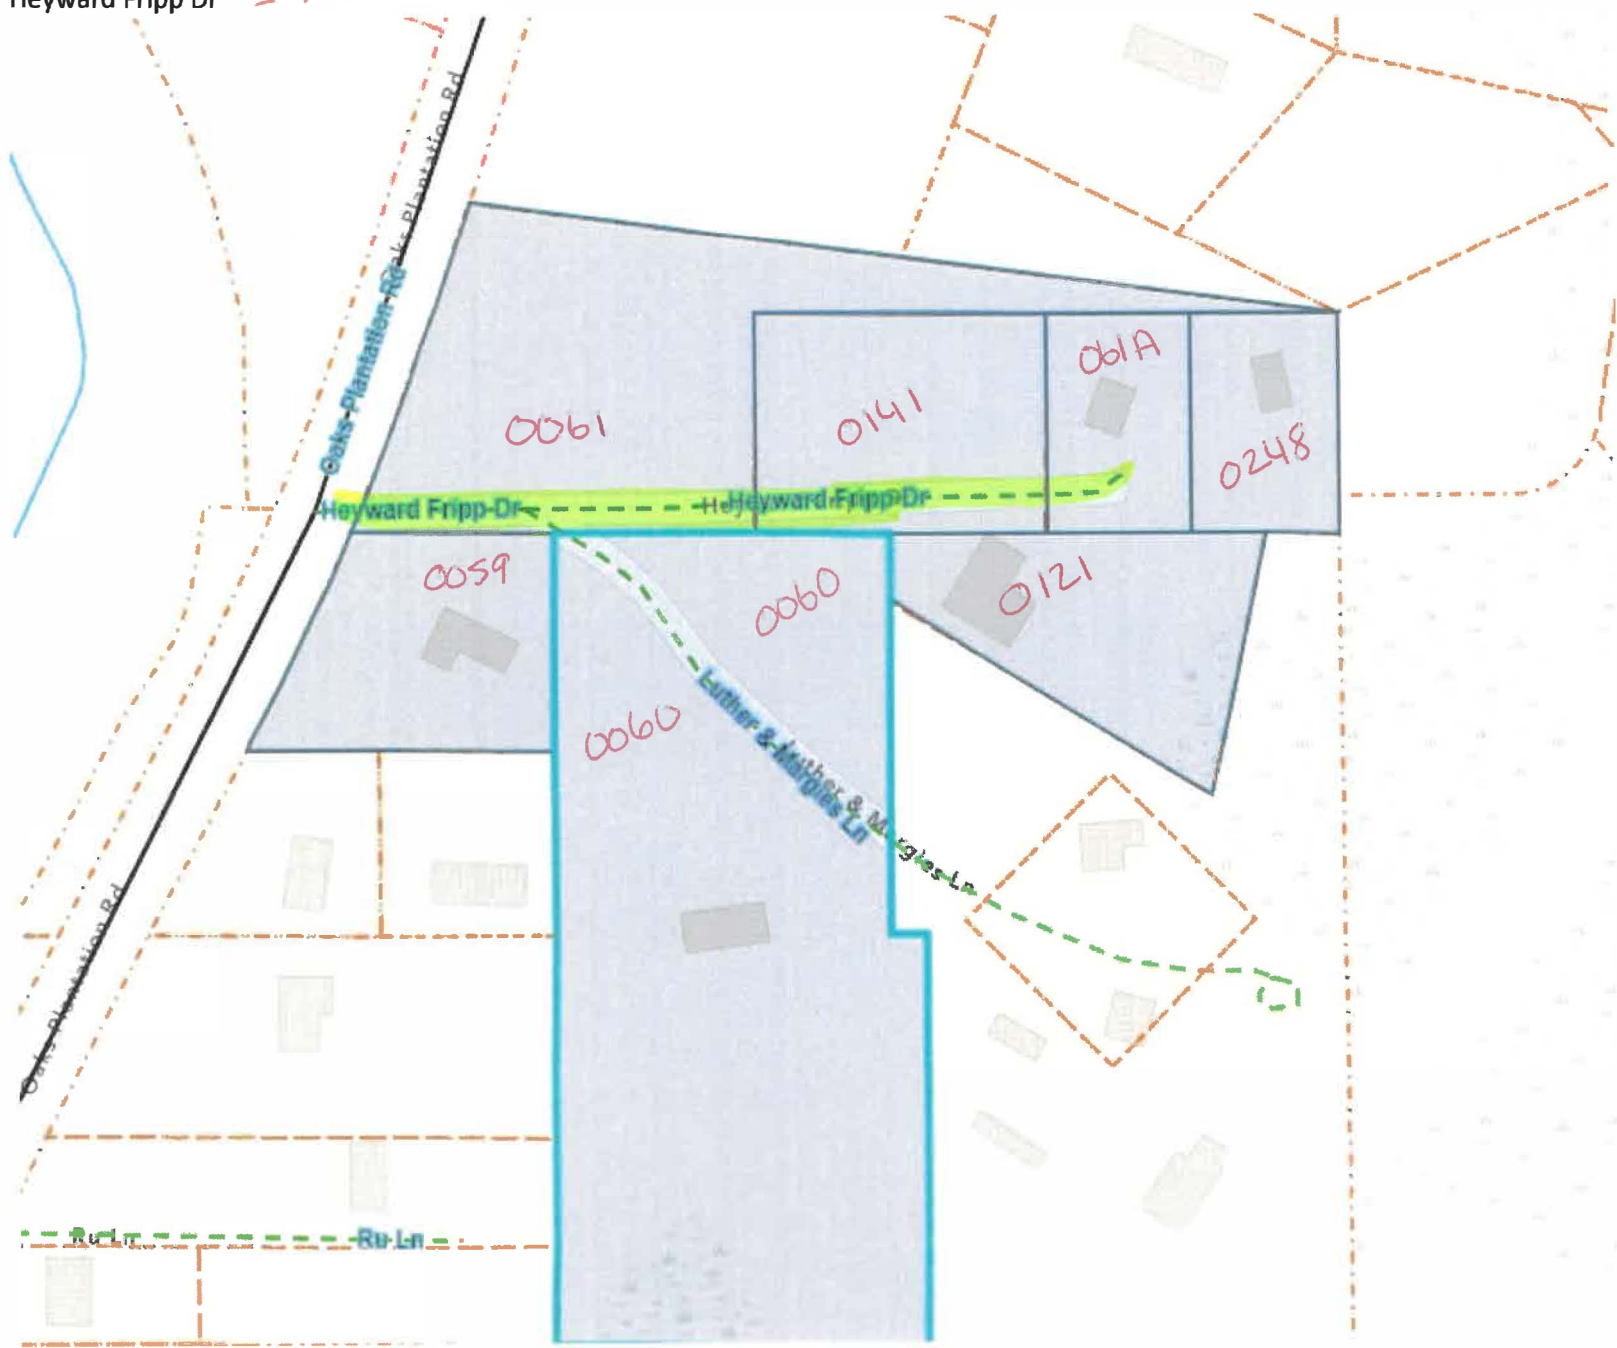 Heyward Fripp Dr
Oaks Plantation Rd
Oaks Plantation Rd
061A
0061
0141
0248
Heyward Fripp Dr
Heyward Fripp Dr
0059
0060
0121
0060
Luther & Margies Ln
Luther & Margies Ln
Oaks Plantation Rd
Ru Ln
Ru Ln